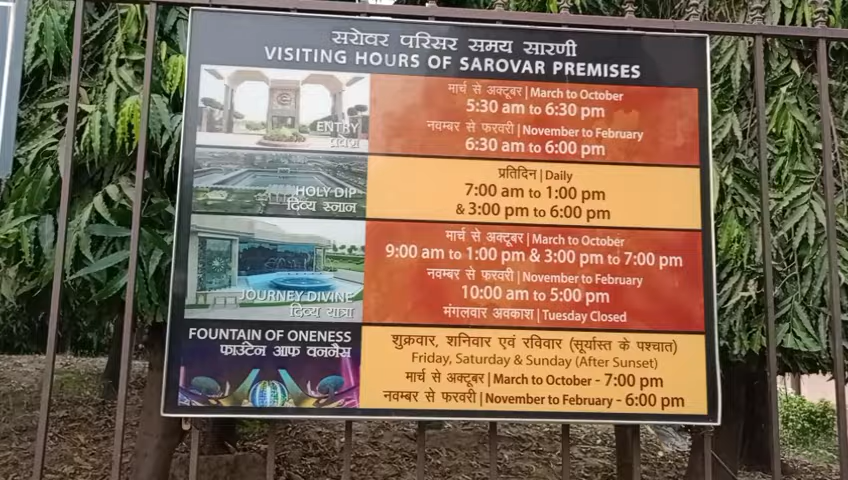 सरोवर परिसर समय सारणी
VISITING HOURS OF SAROVAR PREMISES
ENTRY
प्रवेश
मार्च से अक्टूबर | March to October
5:30 am to 6:30 pm
नवम्बर से फरवरी | November to February
6:30 am to 6:00 pm
HOLY DIP
दिव्य स्नान
प्रतिदिन | Daily
7:00 am to 1:00 pm
& 3:00 pm to 6:00 pm
JOURNEY DIVINE
दिव्य यात्रा
मार्च से अक्टूबर | March to October
9:00 am to 1:00 pm & 3:00 pm to 7:00 pm
नवम्बर से फरवरी | November to February
10:00 am to 5:00 pm
मंगलवार अवकाश | Tuesday Closed
FOUNTAIN OF ONENESS
फाउंटेन आफ वननैस
शुक्रवार, शनिवार एवं रविवार (सूर्यास्त के पश्चात)
Friday, Saturday & Sunday (After Sunset)
मार्च से अक्टूबर | March to October - 7:00 pm
नवम्बर से फरवरी | November to February - 6:00 pm